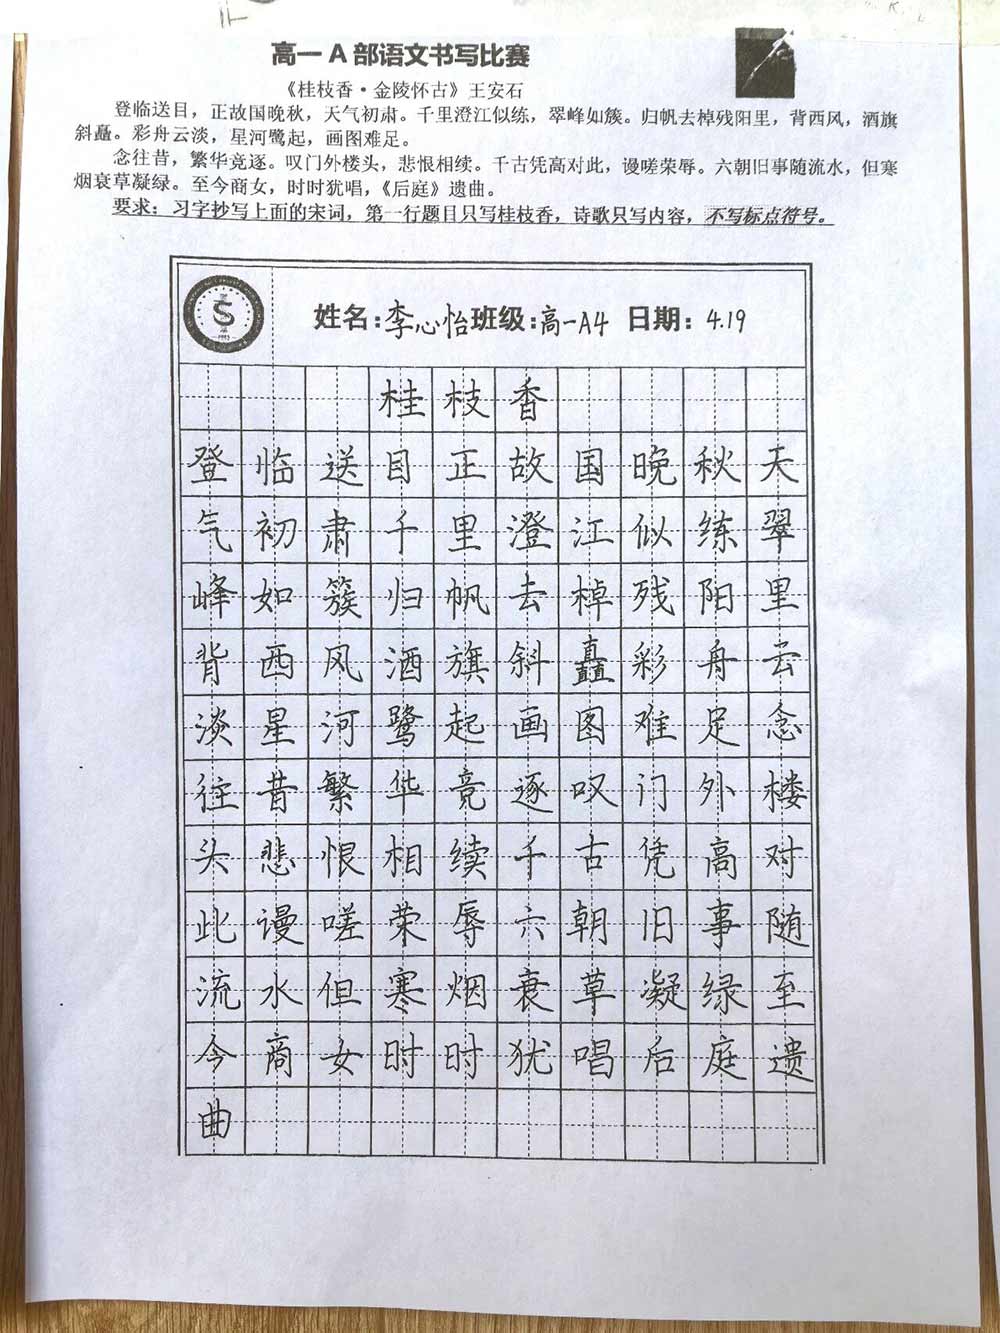 高一 A 部语文书写比赛
《桂枝香·金陵怀古》王安石
登临送目，正故国晚秋，天气初肃。千里澄江似练，翠峰如簇。归帆去棹残阳里，背西风，酒旗
斜矗。彩舟云淡，星河鹭起，画图难足。
念往昔，繁华竞逐。叹门外楼头，悲恨相续。千古凭高对此，谩嗟荣辱。六朝旧事随流水，但寒
烟衰草凝绿。至今商女，时时犹唱，《后庭》遗曲。
要求：习字抄写上面的宋词，第一行题目只写桂枝香，诗歌只写内容，不写标点符号。
姓名:李心怡班级:高一A4 日期: 4.19
桂枝香
登临送目正故国晚秋天
气初肃千里澄江似练翠
峰如簇归帆去棹残阳里
背西风酒旗斜矗彩舟云
淡星河鹭起画图难足念
往昔繁华竞逐叹门外楼
头悲恨相续千古凭高对
此谩嗟荣辱六朝旧事随
流水但寒烟衰草凝绿至
今商女时时犹唱后庭遗
曲